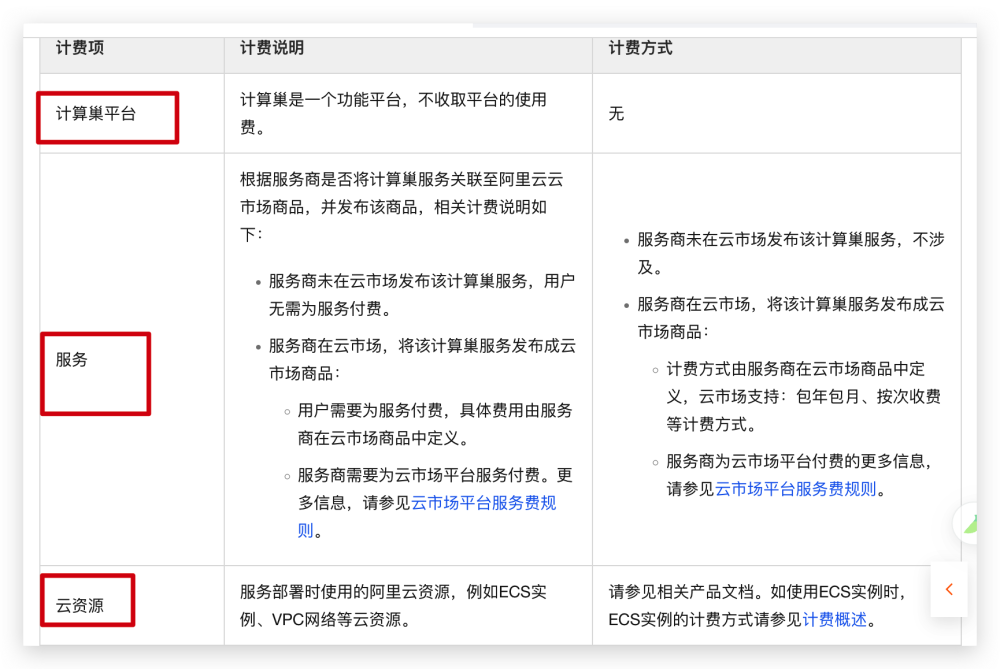 计费项
计费说明
计费方式
计算巢平台
计算巢是一个功能平台，不收取平台的使用
费。
无
服务
根据服务商是否将计算巢服务关联至阿里云云
市场商品，并发布该商品，相关计费说明如
下：
服务商未在云市场发布该计算巢服务，用户
无需为服务付费。
服务商在云市场，将该计算巢服务发布成云
市场商品：
用户需要为服务付费，具体费用由服务
商在云市场商品中定义。
服务商需要为云市场平台服务付费。更
多信息，请参见云市场平台服务费规
则。
服务商未在云市场发布该计算巢服务，不涉
及。
服务商在云市场，将该计算巢服务发布成云
市场商品：
计费方式由服务商在云市场商品中定
义，云市场支持：包年包月、按次收费
等计费方式。
服务商为云市场平台付费的更多信息，
请参见云市场平台服务费规则。
云资源
服务部署时使用的阿里云资源，例如ECS实
例、VPC网络等云资源。
请参见相关产品文档。如使用ECS实例时，
ECS实例的计费方式请参见计费概述。